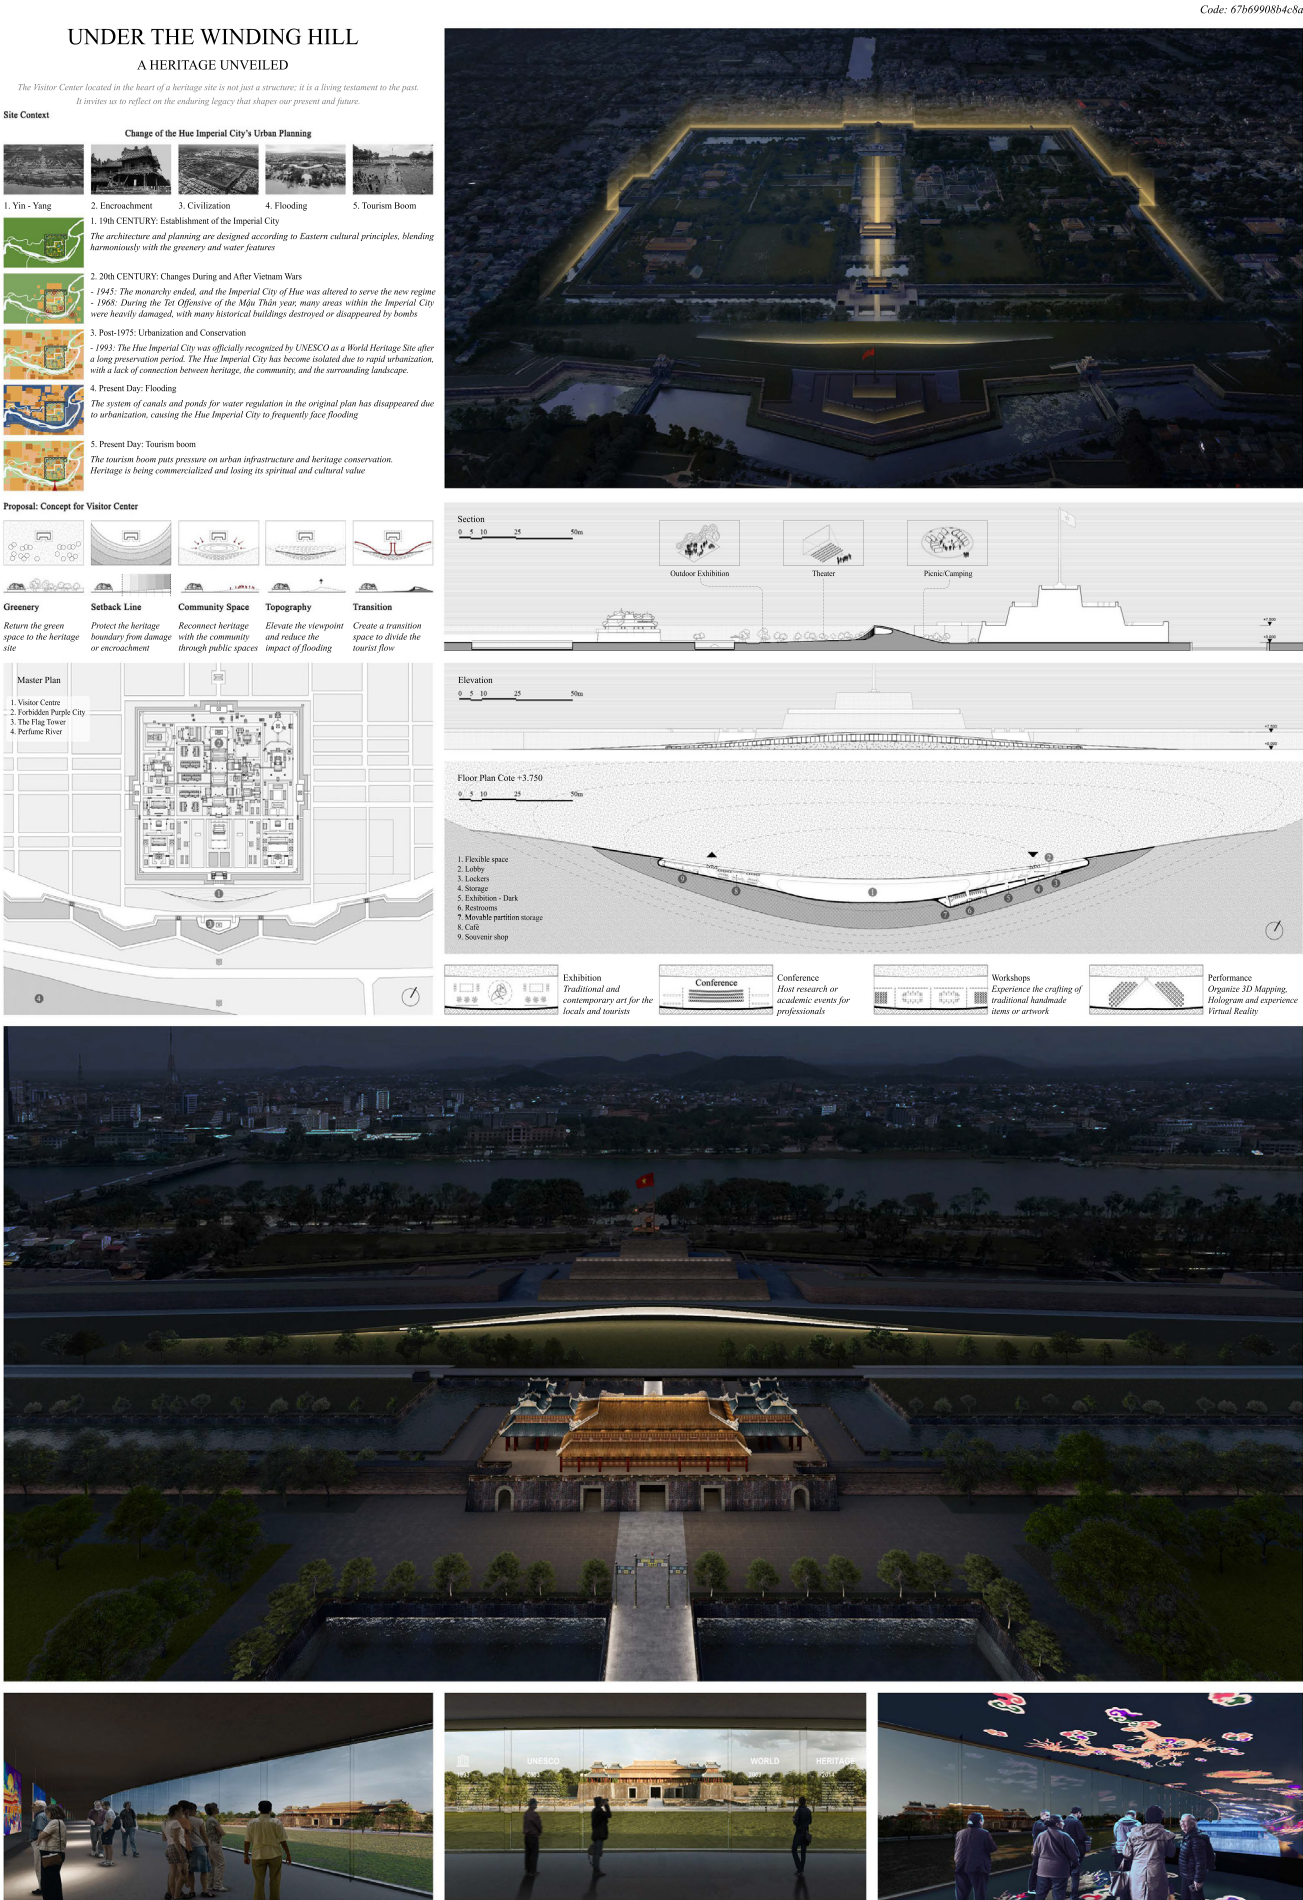 Code: 67b69908b4c8a
UNDER THE WINDING HILL
A HERITAGE UNVEILED
The Visitor Center located in the heart of a heritage site is not just a structure; it is a living testament to the past.
It invites us to reflect on the enduring legacy that shapes our present and future.
Site Context
Change of the Hue Imperial City's Urban Planning
1. Yin - Yang
2. Encroachment
3. Civilization
4. Flooding
5. Tourism Boom
1. 19th CENTURY: Establishment of the Imperial City
The architecture and planning are designed according to Eastern cultural principles, blending
harmoniously with the greenery and water features
2. 20th CENTURY: Changes During and After Vietnam Wars
- 1945: The monarchy ended, and the Imperial City of Hue was altered to serve the new regime
- 1968: During the Tet Offensive of the Mậu Thân year, many areas within the Imperial City
were heavily damaged, with many historical buildings destroyed or disappeared by bombs
3. Post-1975: Urbanization and Conservation
- 1993: The Hue Imperial City was officially recognized by UNESCO as a World Heritage Site after
a long preservation period. The Hue Imperial City has become isolated due to rapid urbanization,
with a lack of connection between heritage, the community, and the surrounding landscape.
4. Present Day: Flooding
The system of canals and ponds for water regulation in the original plan has disappeared due
to urbanization, causing the Hue Imperial City to frequently face flooding
5. Present Day: Tourism boom
The tourism boom puts pressure on urban infrastructure and heritage conservation.
Heritage is being commercialized and losing its spiritual and cultural value
Proposal: Concept for Visitor Center
Greenery
Return the green
space to the heritage
site
Setback Line
Protect the heritage
boundary from damage
or encroachment
Community Space
Reconnect heritage
with the community
through public spaces
Topography
Elevate the viewpoint
and reduce the
impact of flooding
Transition
Create a transition
space to divide the
tourist flow
Section
0 5 10 25 50m
Outdoor Exhibition
Theater
Picnic/Camping
Elevation
0 5 10 25 50m
Master Plan
1. Visitor Centre
2. Forbidden Purple City
3. The Flag Tower
4. Perfume River
2
1
3
4
Floor Plan Cote +3.750
0 5 10 25 50m
1. Flexible space
2. Lobby
3. Lockers
4. Storage
5. Exhibition - Dark
6. Restrooms
7. Movable partition storage
8. Café
9. Souvenir shop
9
8
1
2
3
4
5
6
7
Exhibition
Traditional and
contemporary art for the
locals and tourists
Conference
Conference
Host research or
academic events for
professionals
Workshops
Experience the crafting of
traditional handmade
items or artwork
Performance
Organize 3D Mapping,
Hologram and experience
Virtual Reality
UNESCO
WORLD
HERITAGE